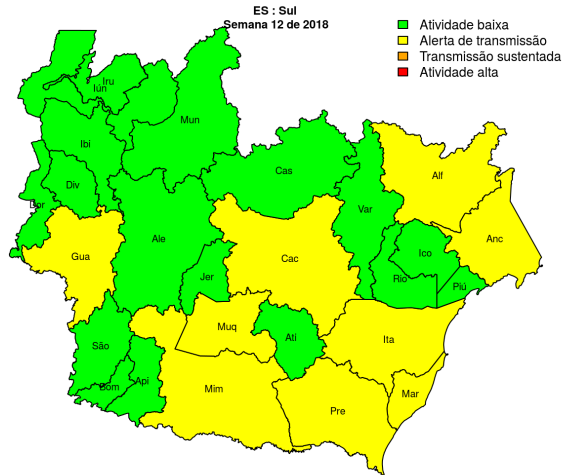 ES : Sul
Semana 12 de 2018
Atividade baixa
Alerta de transmissão
Transmissão sustentada
Atividade alta
Iru
Iún
Mun
Ibi
Cas
Alf
Div
Dor
Var
Ale
Anc
Gua
Cac
Ico
Jer
Rio
Piú
Muq
Ati
Ita
São
Api
Bom
Mim
Mar
Pre